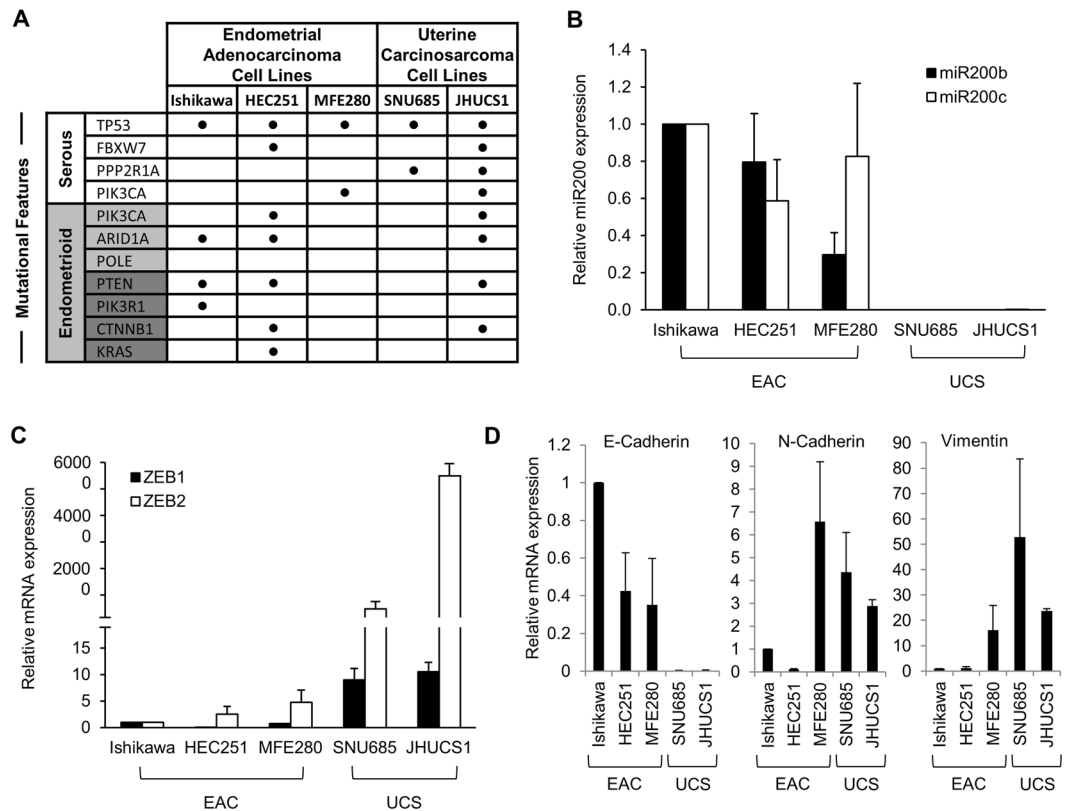 A
Endometrial
Adenocarcinoma
Cell Lines
Uterine
Carcinosarcoma
Cell Lines
Ishikawa HEC251 MFE280 SNU685 JHUCS1
Mutational Features
Serous
TP53 ● ● ● ● ●
FBXW7 ● ●
PPP2R1A ● ●
PIK3CA ● ●
Endometrioid
PIK3CA ● ●
ARID1A ● ● ●
POLE
PTEN ● ● ●
PIK3R1 ●
CTNNB1 ● ●
KRAS ●
B
Relative miR200 expression
1.4
1.2
1.0
0.8
0.6
0.4
0.2
0.0
miR200b
miR200c
Ishikawa HEC251 MFE280 SNU685 JHUCS1
EAC UCS
C
Relative mRNA expression
6000
0
4000
0
2000
0
15
10
5
0
ZEB1
ZEB2
Ishikawa HEC251 MFE280 SNU685 JHUCS1
EAC UCS
D
Relative mRNA expression
E-Cadherin
1.2
1
0.8
0.6
0.4
0.2
0
Ishikawa
HEC251
MFE280
SNU685
JHUCS1
EAC UCS
N-Cadherin
10
9
8
7
6
5
4
3
2
1
0
Ishikawa
HEC251
MFE280
SNU685
JHUCS1
EAC UCS
Vimentin
90
80
70
60
50
40
30
20
10
0
Ishikawa
HEC251
MFE280
SNU685
JHUCS1
EAC UCS